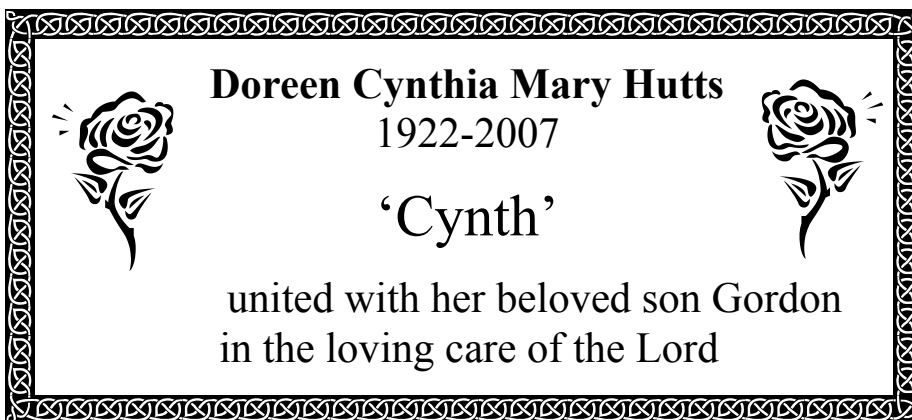 Doreen Cynthia Mary Hutts
1922-2007
‘Cynth’
united with her beloved son Gordon
in the loving care of the Lord